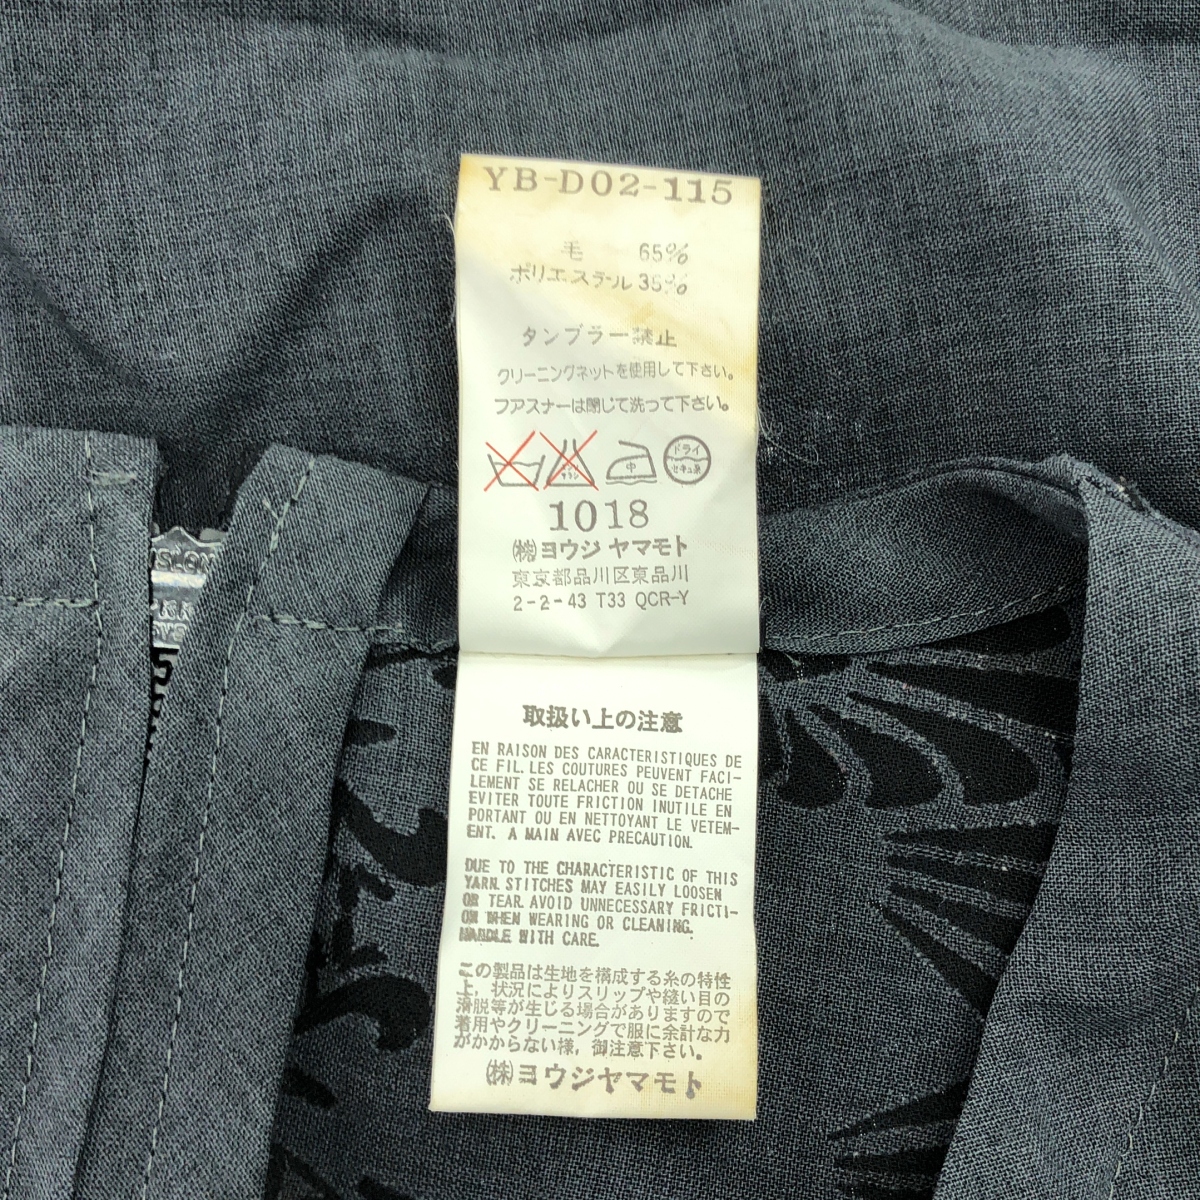 YB-D02-115
毛 65%
ポリエステル 35%
タンブラー禁止
クリーニングネットを使用して下さい。
フアスナーは閉じて洗って下さい。
エンソ サラシ
中
ドライ
セキユ系
1018
㈱ヨウジ ヤマモト
東京都品川区東品川
2-2-43 T33 QCR-Y
取扱い上の注意
EN RAISON DES CARACTERISTIQUES DE
CE FIL. LES COUTURES PEUVENT FACI-
LEMENT SE RELACHER OU SE DETACHE
EVITER TOUTE FRICTION INUTILE EN
PORTANT OU EN NETTOYANT LE VETEM-
ENT. A MAIN AVEC PRECAUTION.
DUE TO THE CHARACTERISTIC OF THIS
YARN. STITCHES MAY EASILY LOOSEN
OR TEAR. AVOID UNNECESSARY FRICTI-
ON WHEN WEARING OR CLEANING.
HANDLE WITH CARE.
この製品は生地を構成する糸の特性
上，状況によりスリップや縫い目の
滑脱等が生じる場合がありますので
着用やクリーニングで服に余計な力
がかからない様，御注意下さい。
㈱ヨウジヤマモト